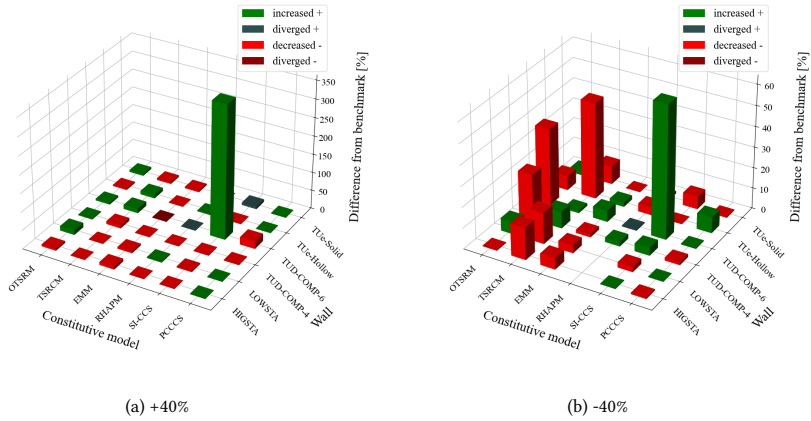 increased +
diverged +
decreased -
diverged -
350
300
250
200
150
100
50
0
Difference from benchmark [%]
OTSRM
TSRCM
EMM
RHAPM
SI-CCS
PCCCS
Constitutive model
TUe-Solid
TUe-Hollow
TUD-COMP-6
TUD-COMP-4
LOWSTA
HIGSTA
Wall
(a) +40%
increased +
diverged +
decreased -
diverged -
60
50
40
30
20
10
0
Difference from benchmark [%]
OTSRM
TSRCM
EMM
RHAPM
SI-CCS
PCCCS
Constitutive model
TUe-Solid
TUe-Hollow
TUD-COMP-6
TUD-COMP-4
LOWSTA
HIGSTA
Wall
(b) -40%